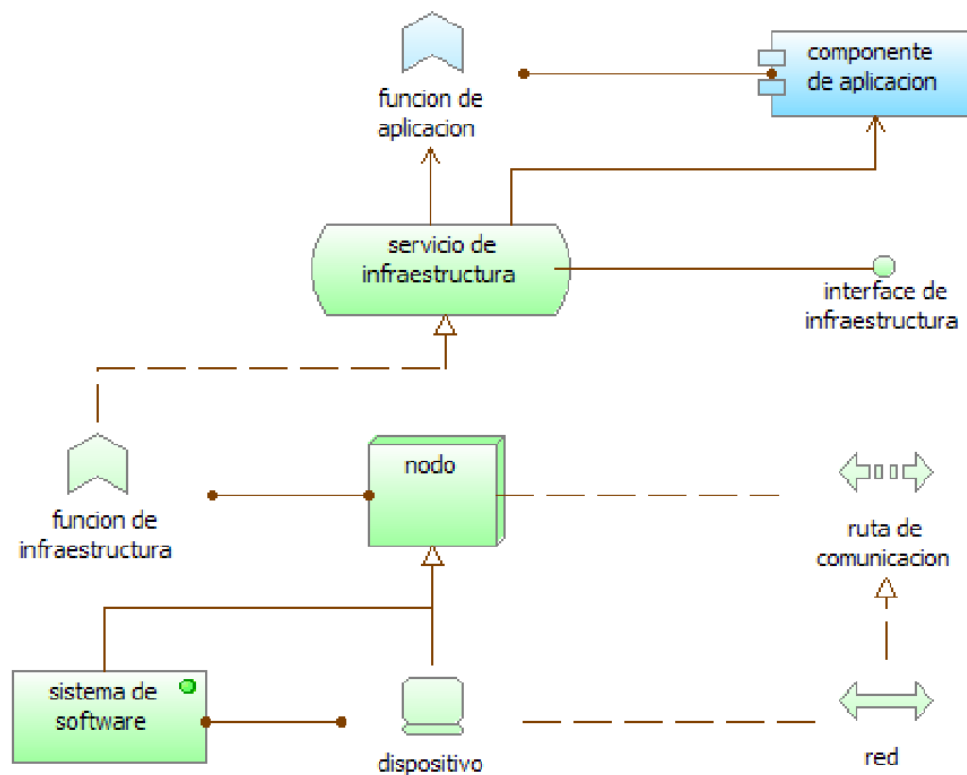 componente
de aplicacion
funcion de
aplicacion
servicio de
infraestructura
interface de
infraestructura
nodo
funcion de
infraestructura
ruta de
comunicacion
sistema de
software
dispositivo
red